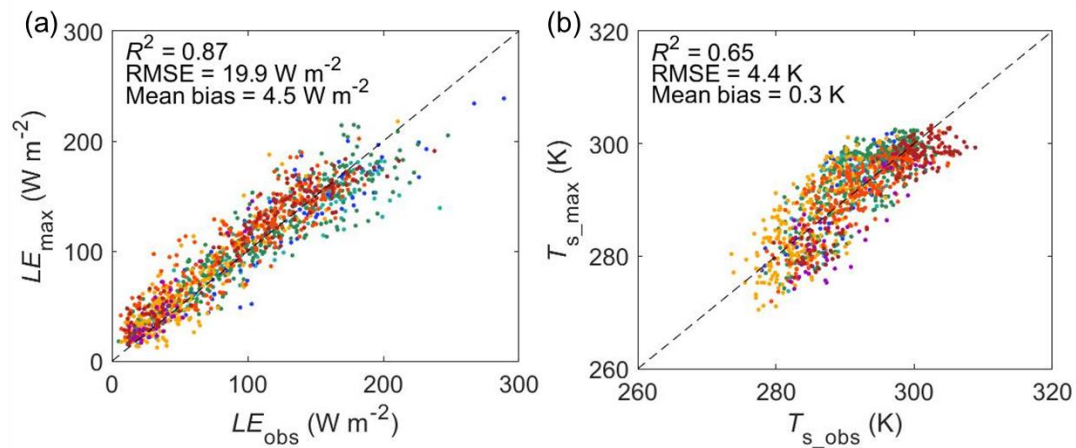 (a)
R² = 0.87
RMSE = 19.9 W m⁻²
Mean bias = 4.5 W m⁻²
300
200
100
0
LEmax (W m⁻²)
0 100 200 300
LEobs (W m⁻²)
(b)
R² = 0.65
RMSE = 4.4 K
Mean bias = 0.3 K
320
300
280
260
Ts_max (K)
260 280 300 320
Ts_obs (K)